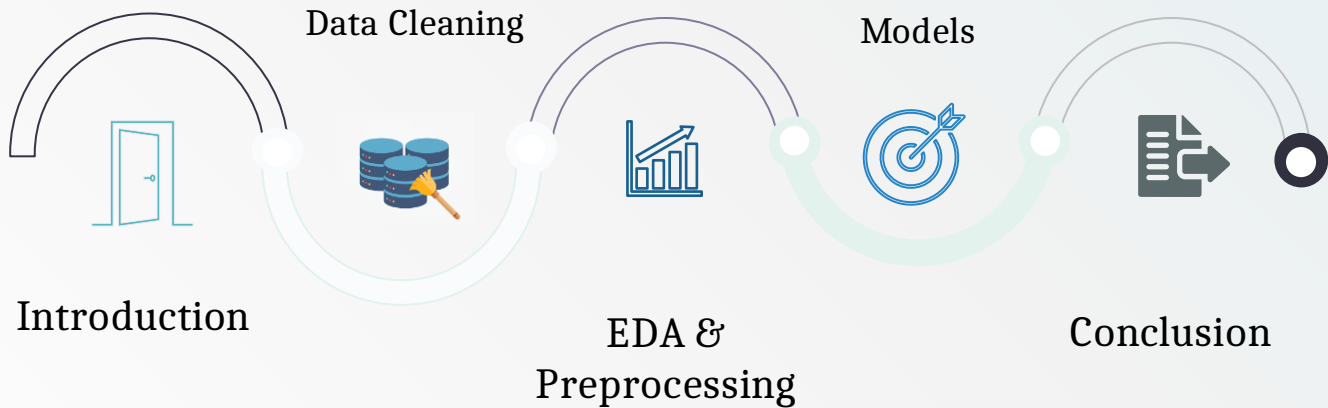 Introduction
Data Cleaning
EDA &
Preprocessing
Models
Conclusion